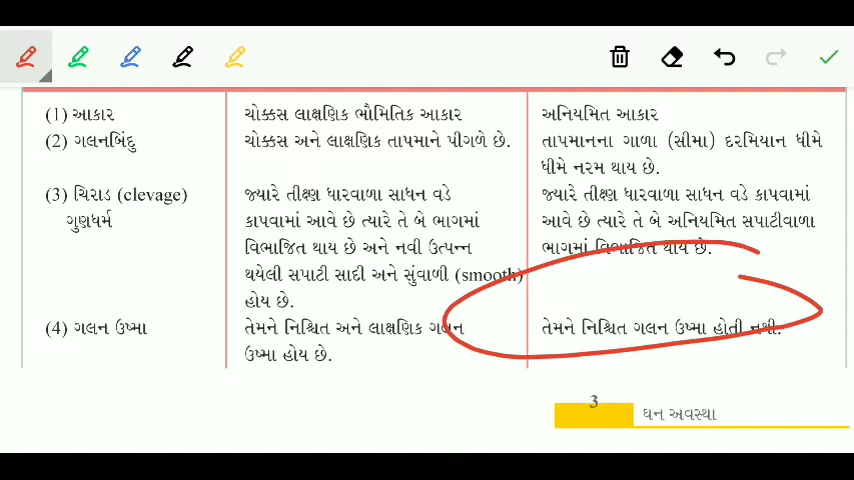 (1) આકાર ચોક્કસ લાક્ષણિક ભૌમિતિક આકાર અનિયમિત આકાર
(2) ગલનબિંદુ ચોક્કસ અને લાક્ષણિક તાપમાને પીગળે છે. તાપમાનના ગાળા (સીમા) દરમિયાન ધીમે
ધીમે નરમ થાય છે.
(3) ચિરાડ (clevage) જ્યારે તીક્ષ્ણ ધારવાળા સાધન વડે જ્યારે તીક્ષ્ણ ધારવાળા સાધન વડે કાપવામાં
ગુણધર્મ કાપવામાં આવે છે ત્યારે તે બે ભાગમાં આવે છે ત્યારે તે બે અનિયમિત સપાટીવાળા
વિભાજિત થાય છે અને નવી ઉત્પન્ન ભાગમાં વિભાજિત થાય છે.
થયેલી સપાટી સાદી અને સુંવાળી (smooth)
હોય છે.
(4) ગલન ઉષ્મા તેમને નિશ્ચિત અને લાક્ષણિક ગલન તેમને નિશ્ચિત ગલન ઉષ્મા હોતી નથી.
ઉષ્મા હોય છે.
3 ઘન અવસ્થા